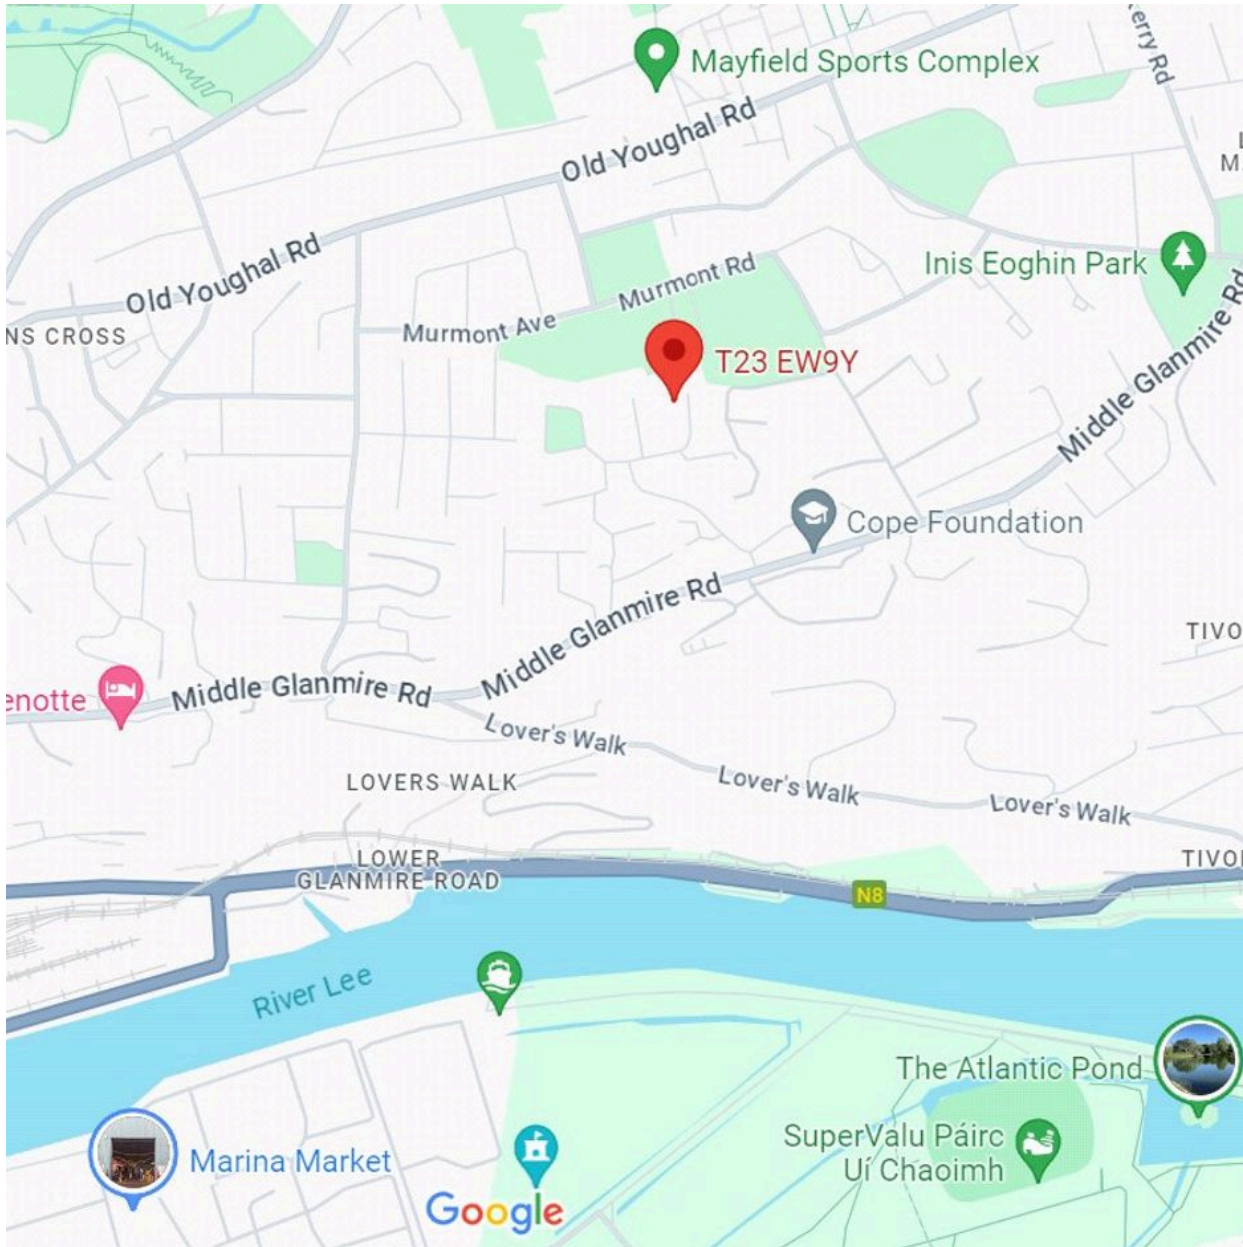 Mayfield Sports Complex
Kerry Rd
Old Youghal Rd
Old Youghal Rd
Inis Eoghin Park
Murmont Rd
Murmont Ave
NS CROSS
T23 EW9Y
Middle Glanmire Rd
Cope Foundation
Middle Glanmire Rd
TIVO
enotte
Middle Glanmire Rd
Lover's Walk
LOVERS WALK
Lover's Walk
Lover's Walk
LOWER
GLANMIRE ROAD
TIVOL
N8
River Lee
The Atlantic Pond
SuperValu Páirc
Uí Chaoimh
Marina Market
Google